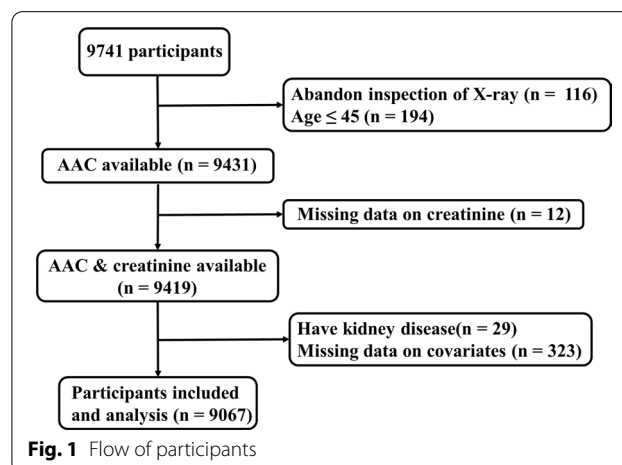 9741 participants
Abandon inspection of X-ray (n = 116)
Age ≤ 45 (n = 194)
AAC available (n = 9431)
Missing data on creatinine (n = 12)
AAC & creatinine available
(n = 9419)
Have kidney disease(n = 29)
Missing data on covariates (n = 323)
Participants included
and analysis (n = 9067)
Fig. 1 Flow of participants